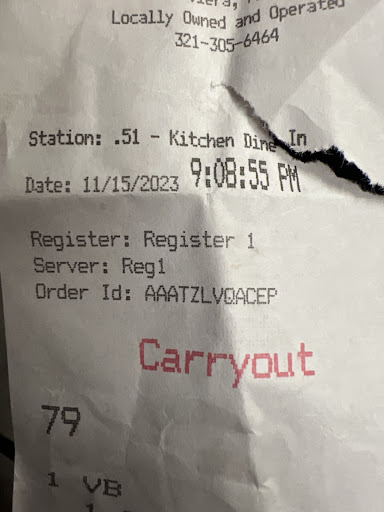 Locally Owned and Operated
321-305-6464
Station: .51 - Kitchen Dine In
Date: 11/15/2023 9:08:55 PM
Register: Register 1
Server: Reg1
Order Id: AAATZLVQACEP
Carryout
79
1 VB
1